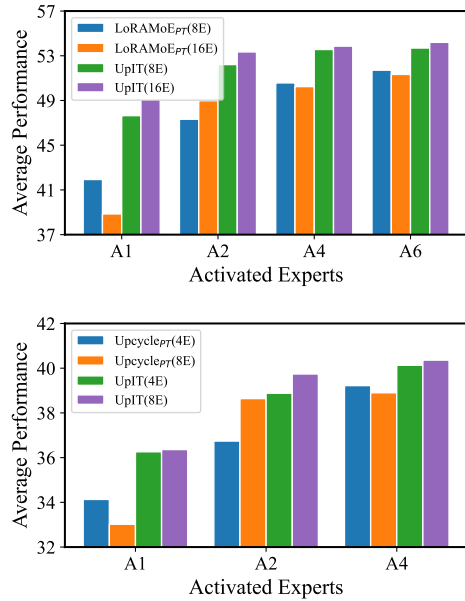 57
53
49
45
41
37
Average Performance
LoRAMoE_PT(8E)
LoRAMoE_PT(16E)
UpIT(8E)
UpIT(16E)
A1 A2 A4 A6
Activated Experts
42
40
38
36
34
32
Average Performance
Upcycle_PT(4E)
Upcycle_PT(8E)
UpIT(4E)
UpIT(8E)
A1 A2 A4
Activated Experts